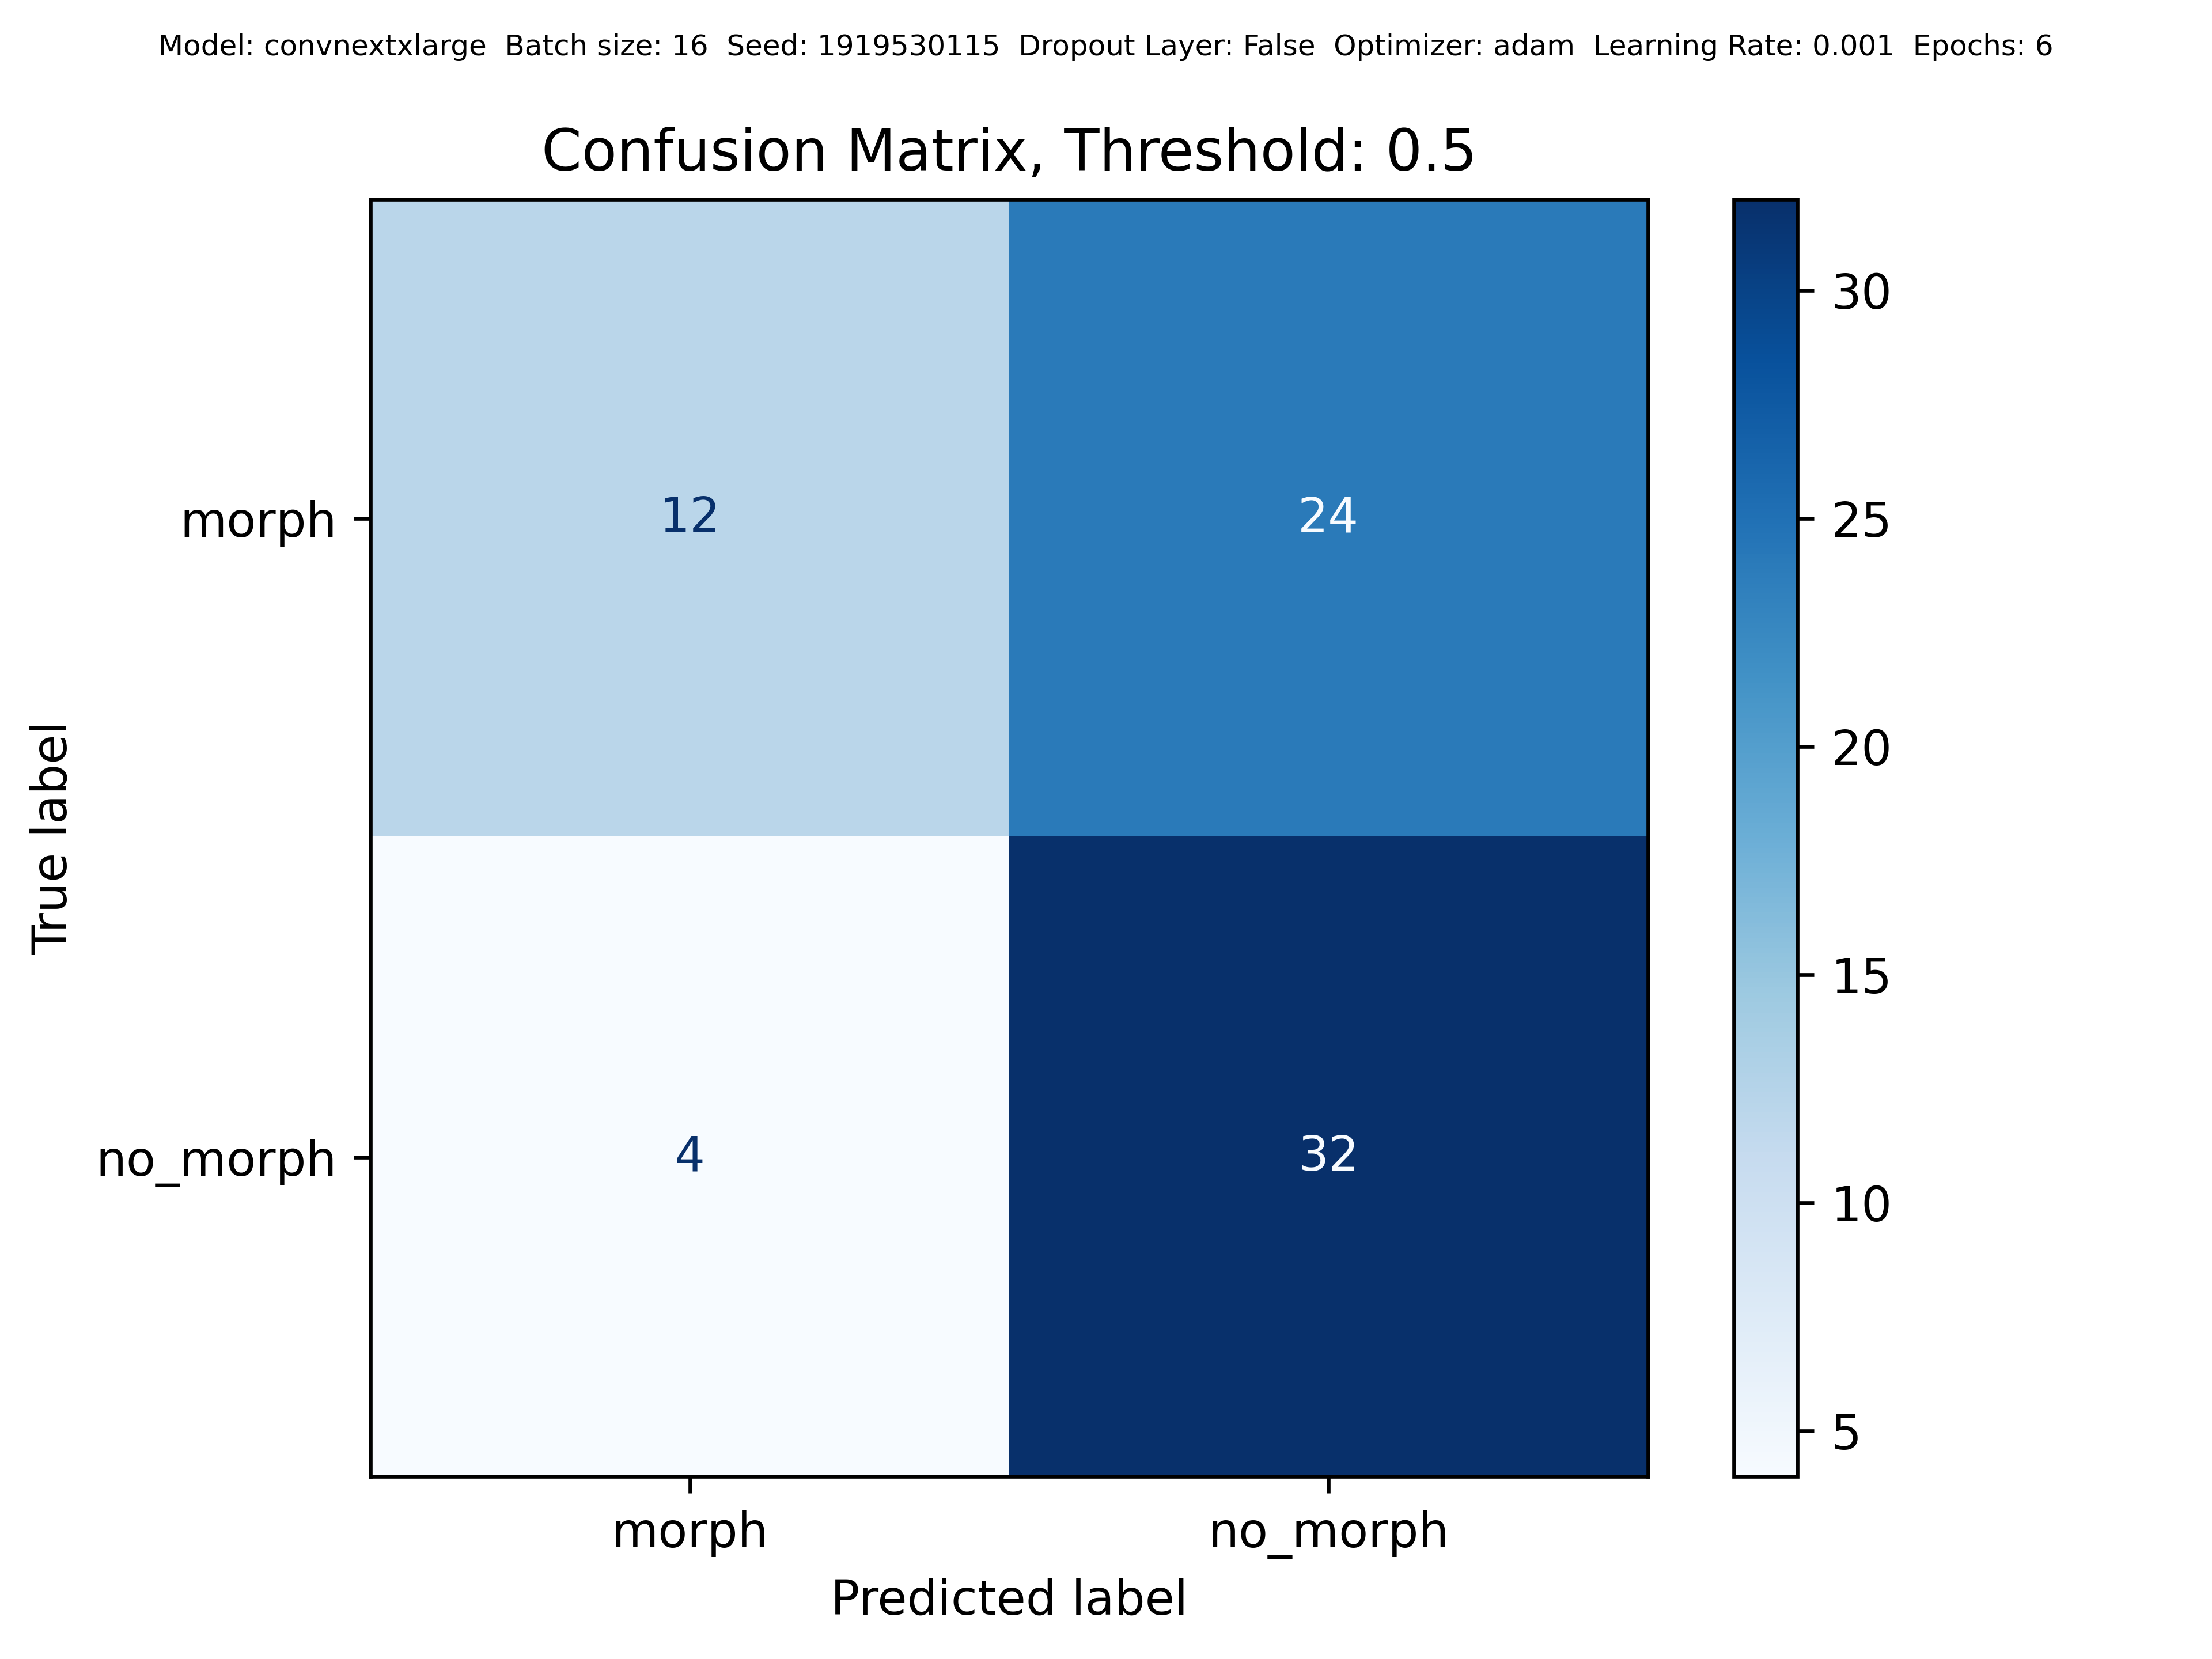 Model: convnextxlarge  Batch size: 16  Seed: 1919530115  Dropout Layer: False  Optimizer: adam  Learning Rate: 0.001  Epochs: 6
Confusion Matrix, Threshold: 0.5
True label
morph
no_morph
12
24
4
32
morph
no_morph
Predicted label
30
25
20
15
10
5